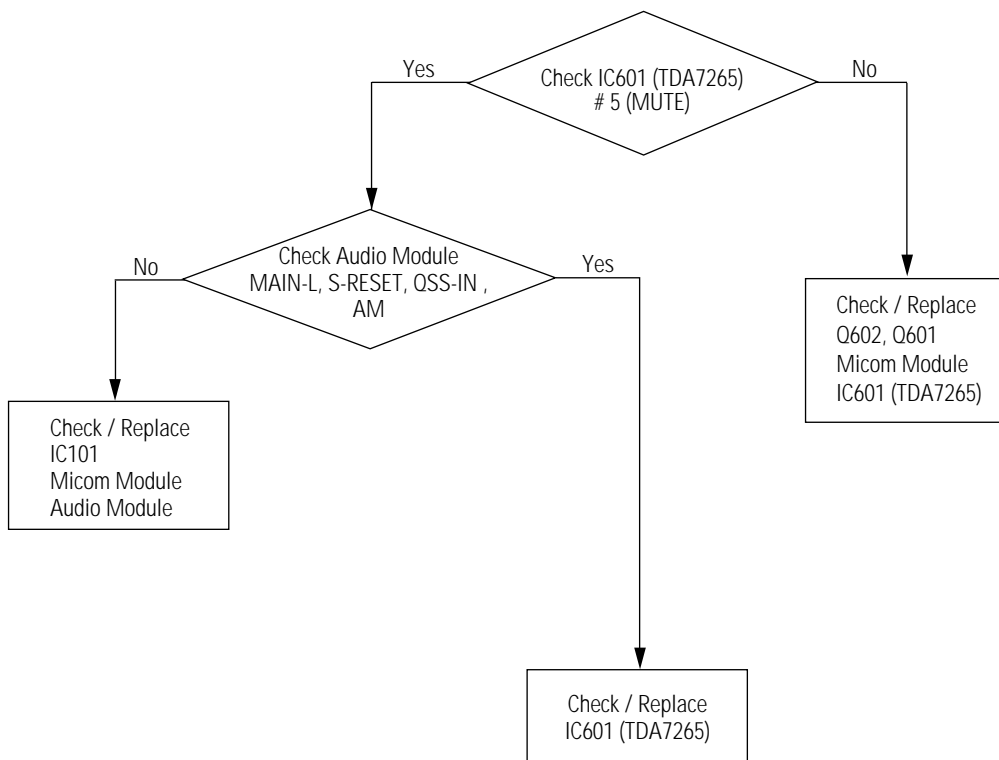 Yes
Check IC601 (TDA7265)
# 5 (MUTE)
No
Check Audio Module
MAIN-L, S-RESET, QSS-IN ,
AM
No
Yes
Check / Replace
Q602, Q601
Micom Module
IC601 (TDA7265)
Check / Replace
IC101
Micom Module
Audio Module
Check / Replace
IC601 (TDA7265)